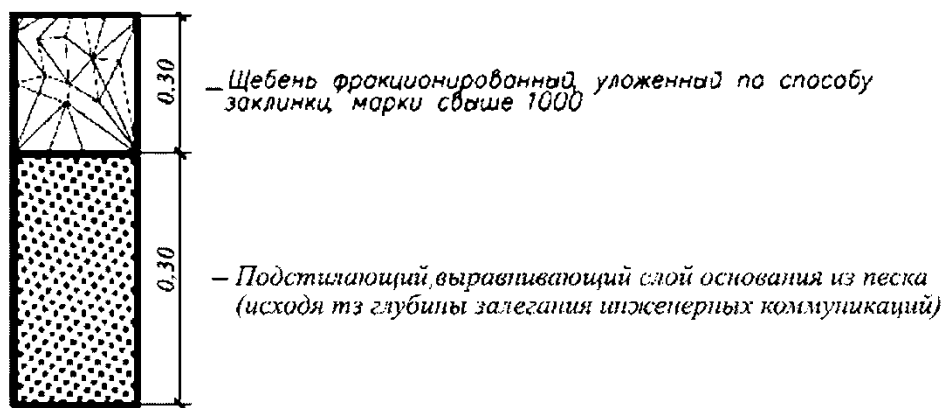 0.30
– Щебень фракционированный, уложенный по способу
заклинки, марки свыше 1000
0.30
– Подстилающий, выравнивающий слой основания из песка
(исходя тз глубины залегания инженерных коммуникаций)